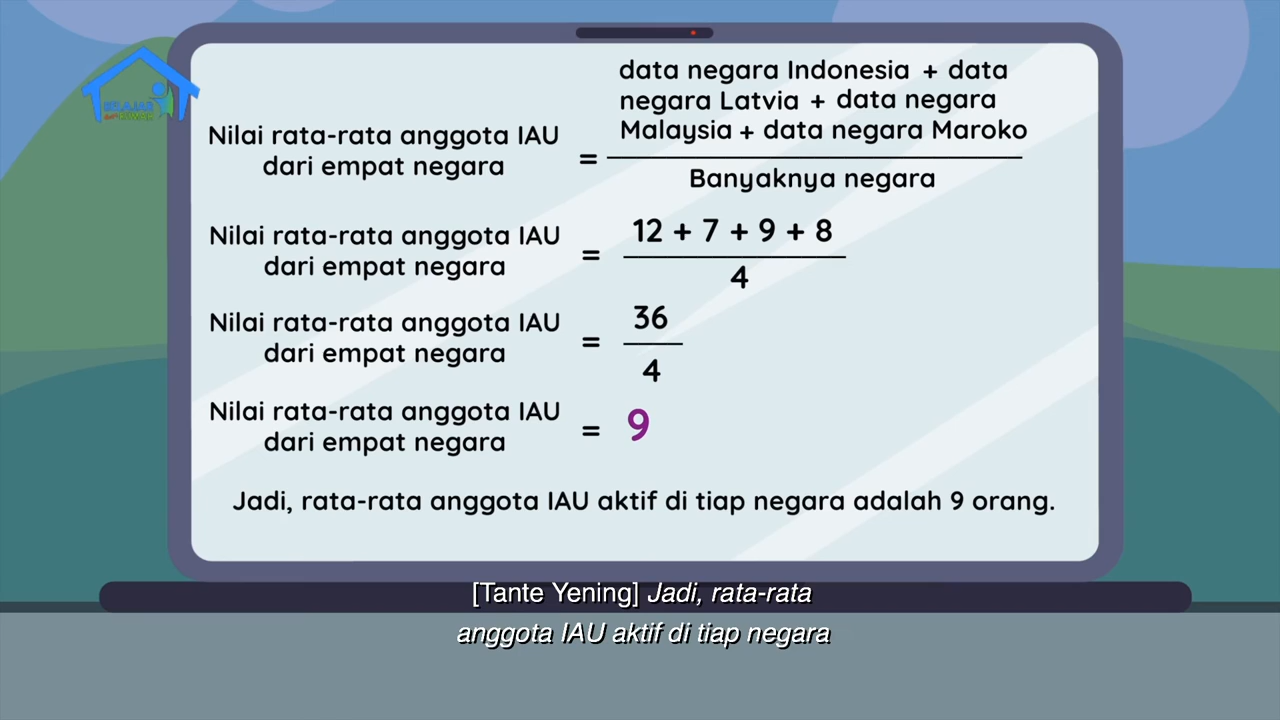 BELAJAR
dari RUMAH
data negara Indonesia + data
negara Latvia + data negara
Malaysia + data negara Maroko
Nilai rata-rata anggota IAU
dari empat negara
=
Banyaknya negara
Nilai rata-rata anggota IAU
dari empat negara
=
12 + 7 + 9 + 8
4
Nilai rata-rata anggota IAU
dari empat negara
=
36
4
Nilai rata-rata anggota IAU
dari empat negara
= 9
Jadi, rata-rata anggota IAU aktif di tiap negara adalah 9 orang.
[Tante Yening] Jadi, rata-rata
anggota IAU aktif di tiap negara